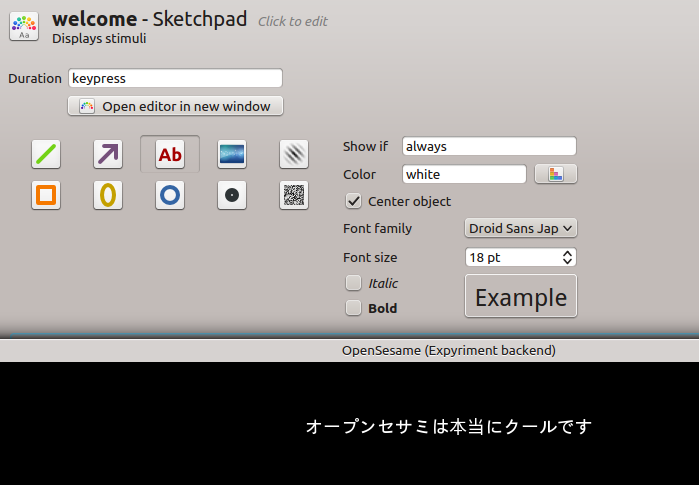 welcome - Sketchpad Click to edit
Displays stimuli
Aa
Duration keypress
Open editor in new window
Ab
Show if always
Color white
Center object
Font family Droid Sans Jap
Font size 18 pt
Italic
Bold
Example
OpenSesame (Expyriment backend)
オープンセサミは本当にクールです